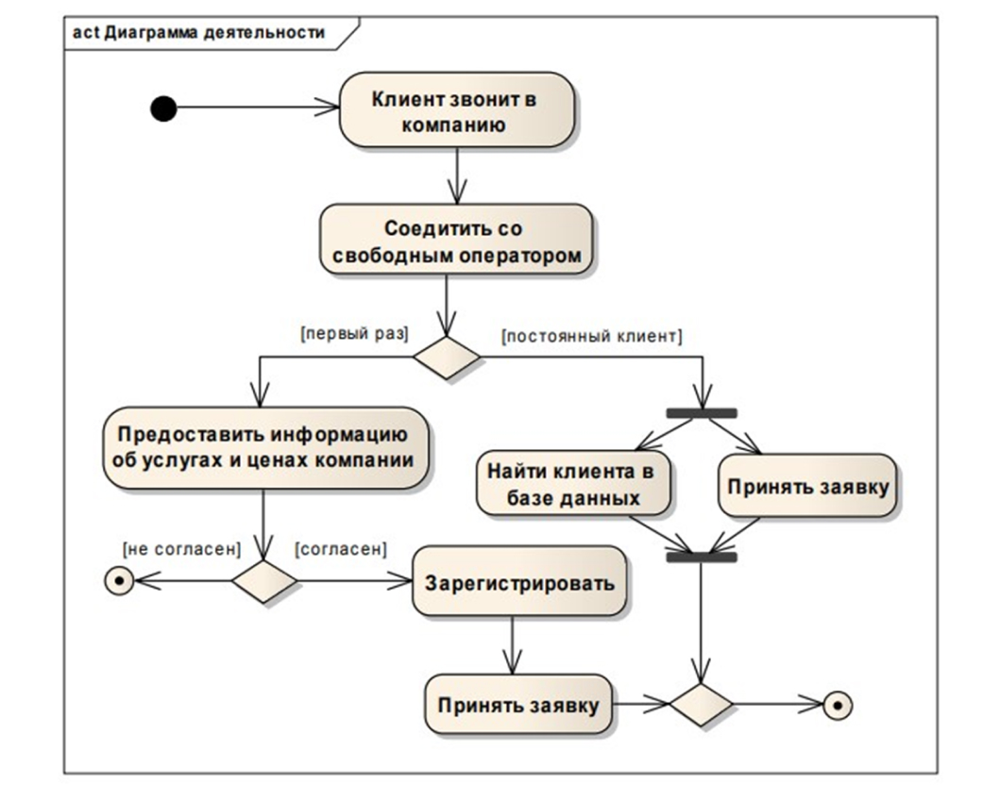 act Диаграмма деятельности
Клиент звонит в
компанию
Соедитить со
свободным оператором
[первый раз]
[постоянный клиент]
Предоставить информацию
об услугах и ценах компании
Найти клиента в
базе данных
Принять заявку
[не согласен]
[согласен]
Зарегистрировать
Принять заявку